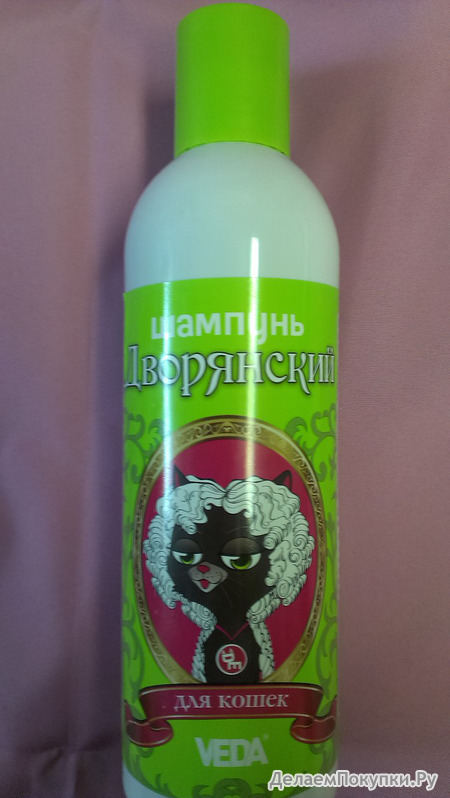 шампунь
Дворянский
для кошек
VEDA®
ДелаемПокупки.Ру